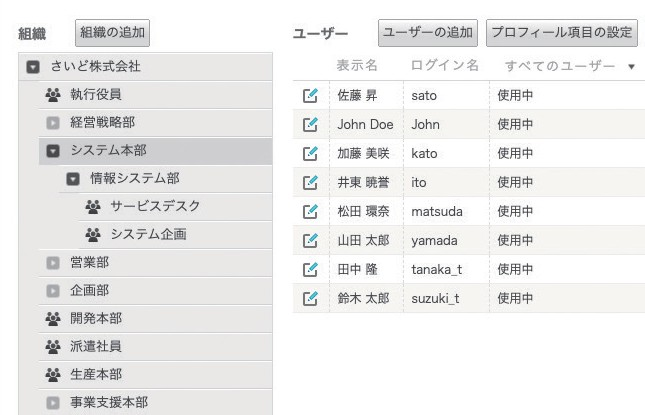 組織
組織の追加
さいど株式会社
執行役員
経営戦略部
システム本部
情報システム部
サービスデスク
システム企画
営業部
企画部
開発本部
派遣社員
生産本部
事業支援本部
ユーザー
ユーザーの追加
プロフィール項目の設定
表示名 ログイン名 すべてのユーザー
佐藤 昇 sato 使用中
John Doe John 使用中
加藤 美咲 kato 使用中
井東 暁誉 ito 使用中
松田 環奈 matsuda 使用中
山田 太郎 yamada 使用中
田中 隆 tanaka_t 使用中
鈴木 太郎 suzuki_t 使用中